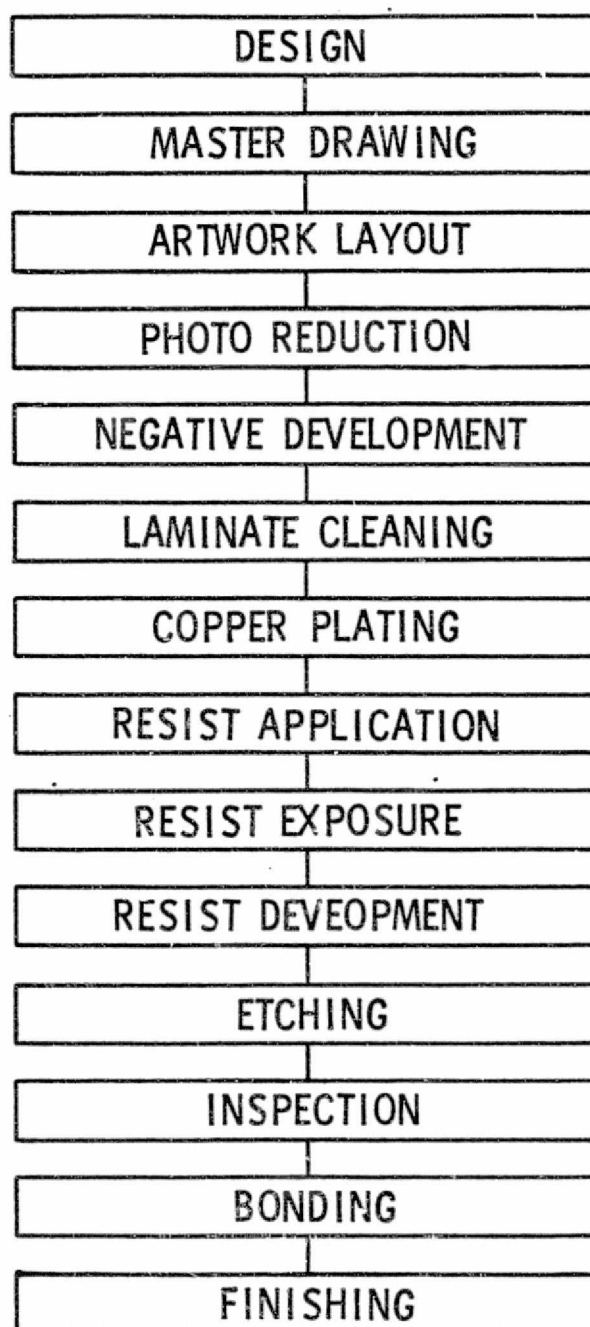 DESIGN
MASTER DRAWING
ARTWORK LAYOUT
PHOTO REDUCTION
NEGATIVE DEVELOPMENT
LAMINATE CLEANING
COPPER PLATING
RESIST APPLICATION
RESIST EXPOSURE
RESIST DEVEOPMENT
ETCHING
INSPECTION
BONDING
FINISHING